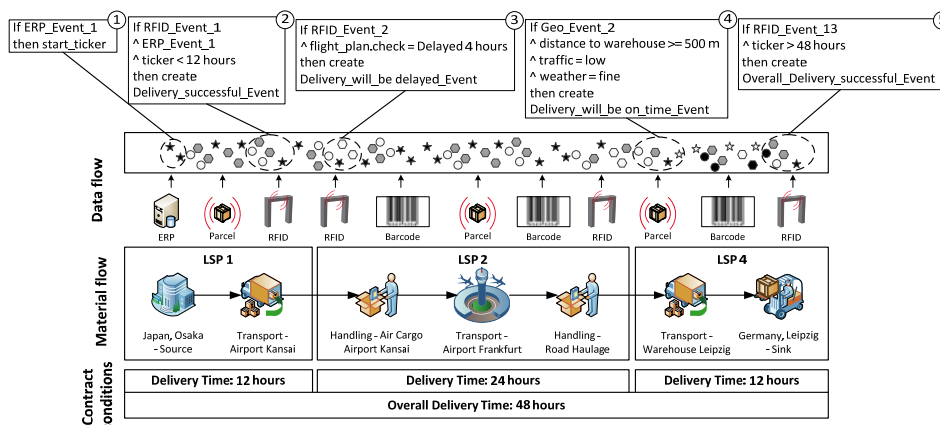 1
If ERP_Event_1
then start_ticker
2
If RFID_Event_1
^ ERP_Event_1
^ ticker < 12 hours
then create
Delivery_successful_Event
3
If RFID_Event_2
^ flight_plan.check = Delayed 4 hours
then create
Delivery_will_be delayed_Event
4
If Geo_Event_2
^ distance to warehouse >= 500 m
^ traffic = low
^ weather = fine
then create
Delivery_will_be on_time_Event
5
If RFID_Event_13
^ ticker > 48 hours
then create
Overall_Delivery_successful_Event
Data flow
ERP
Parcel
RFID
RFID
Barcode
Parcel
Barcode
RFID
Parcel
Barcode
RFID
Material flow
LSP 1
LSP 2
LSP 4
Japan, Osaka
– Source
Transport -
Airport Kansai
Handling – Air Cargo
Airport Kansai
Transport -
Airport Frankfurt
Handling -
Road Haulage
Transport -
Warehouse Leipzig
Germany, Leipzig
- Sink
Contract
conditions
Delivery Time: 12 hours
Delivery Time: 24 hours
Delivery Time: 12 hours
Overall Delivery Time: 48 hours